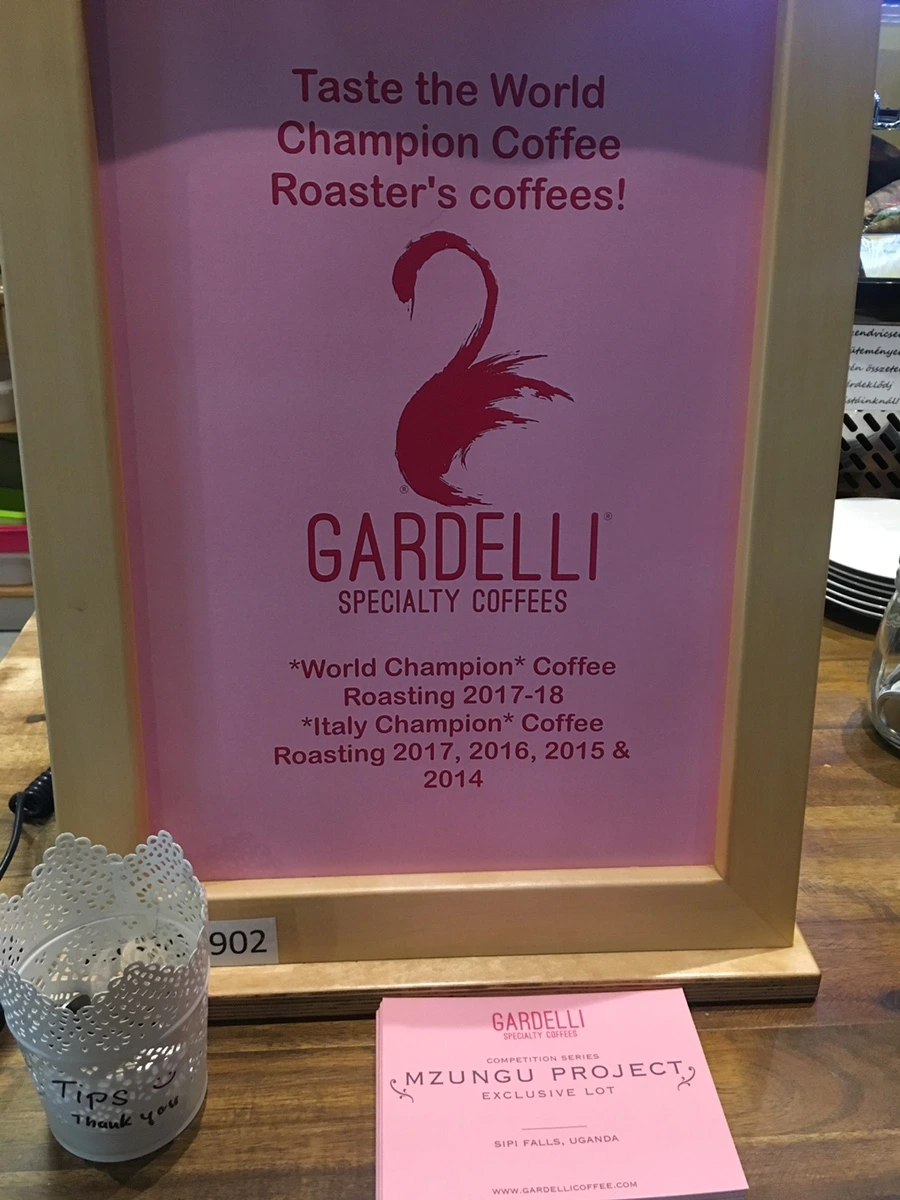 Taste the World
Champion Coffee
Roaster's coffees!
®
GARDELLI®
SPECIALTY COFFEES
*World Champion* Coffee
Roasting 2017-18
*Italy Champion* Coffee
Roasting 2017, 2016, 2015 &
2014
902
Tips
Thank you
GARDELLI
SPECIALTY COFFEES
COMPETITION SERIES
MZUNGU PROJECT
EXCLUSIVE LOT
SIPI FALLS, UGANDA
WWW.GARDELLICOFFEE.COM